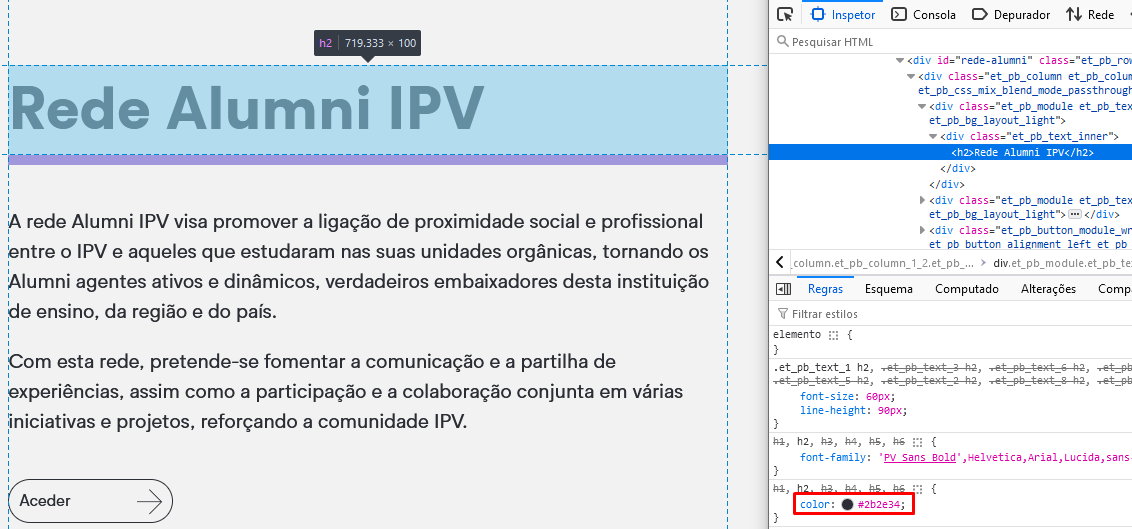 h2 719.333 × 100
Rede Alumni IPV
A rede Alumni IPV visa promover a ligação de proximidade social e profissional
entre o IPV e aqueles que estudaram nas suas unidades orgânicas, tornando os
Alumni agentes ativos e dinâmicos, verdadeiros embaixadores desta instituição
de ensino, da região e do país.
Com esta rede, pretende-se fomentar a comunicação e a partilha de
experiências, assim como a participação e a colaboração conjunta em várias
iniciativas e projetos, reforçando a comunidade IPV.
Aceder
Inspetor Consola Depurador Rede
Pesquisar HTML
<div id="rede-alumni" class="et_pb_row
<div class="et_pb_column et_pb_colum
et_pb_css_mix_blend_mode_passthrough
<div class="et_pb_module et_pb_tex
et_pb_bg_layout_light">
<div class="et_pb_text_inner">
<h2>Rede Alumni IPV</h2>
</div>
</div>
<div class="et_pb_module et_pb_tex
et_pb_bg_layout_light"> ••• </div>
<div class="et_pb_button_module_wr
et_pb_button_alignment_left et_pb_
column.et_pb_column_1_2.et_pb_... > div.et_pb_module.et_pb_te
Regras Esquema Computado Alterações Comp
Filtrar estilos
elemento {
}
.et_pb_text_1 h2, .et_pb_text_3 h2, .et_pb_text_6 h2,
.et_pb_text_5 h2, .et_pb_text_2 h2, .et_pb_text_8 h2,
font-size: 60px;
line-height: 90px;
}
h1, h2, h3, h4, h5, h6 {
font-family: 'PV Sans Bold',Helvetica,Arial,Lucida,sans-
}
h1, h2, h3, h4, h5, h6 {
color: #2b2e34;
}